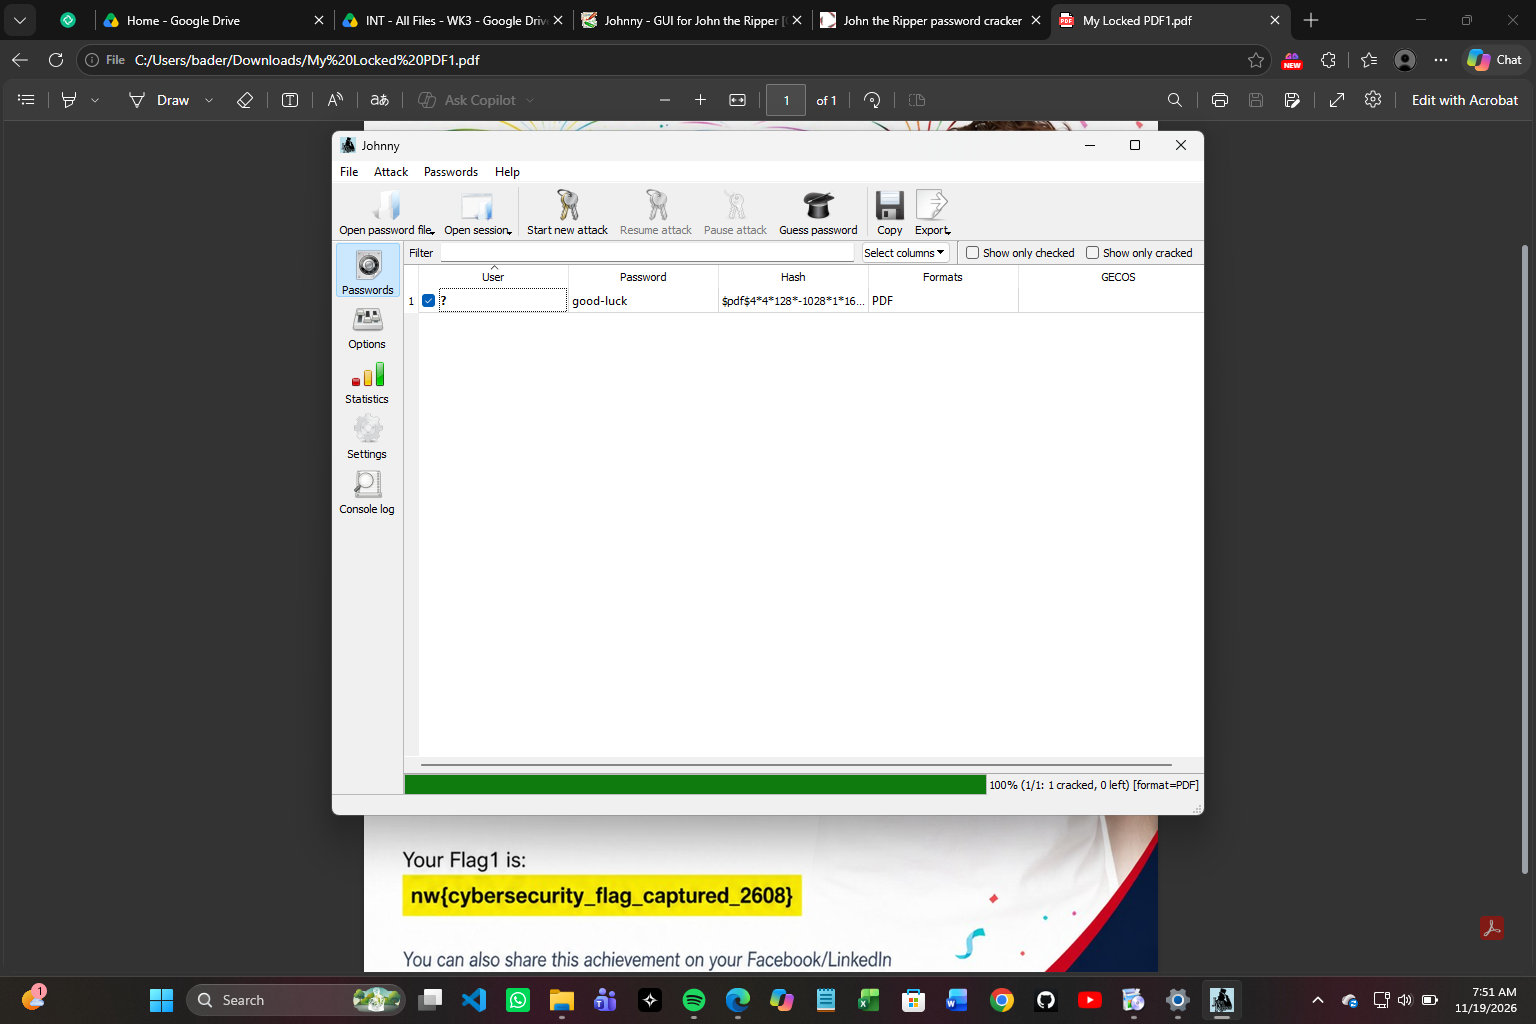 Home - Google Drive
INT - All Files - WK3 - Google Drive
Johnny - GUI for John the Ripper [
John the Ripper password cracker
My Locked PDF1.pdf
File
C:/Users/bader/Downloads/My%20Locked%20PDF1.pdf
NEW
Chat
Draw
aあ
Ask Copilot
1
of 1
Edit with Acrobat
Johnny
File
Attack
Passwords
Help
Open password file
Open session
Start new attack
Resume attack
Pause attack
Guess password
Copy
Export
Passwords
Options
Statistics
Settings
Console log
Filter
Select columns
Show only checked
Show only cracked
User
Password
Hash
Formats
GECOS
1
?
good-luck
$pdf$4*4*128*-1028*1*16...
PDF
100% (1/1: 1 cracked, 0 left) [format=PDF]
Your Flag1 is:
nw{cybersecurity_flag_captured_2608}
You can also share this achievement on your Facebook/LinkedIn
1
Search
7:51 AM
11/19/2026